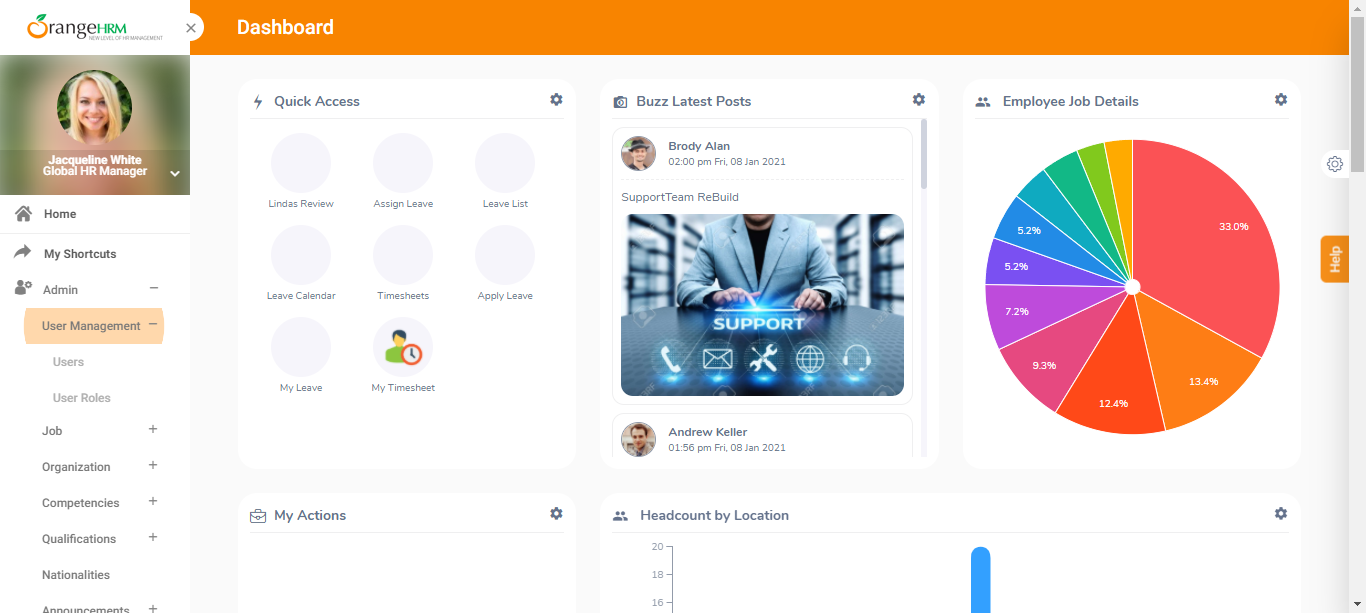 OrangeHRM
NEW LEVEL OF HR MANAGEMENT
Dashboard
Jacqueline White
Global HR Manager
Home
My Shortcuts
Admin
User Management
Users
User Roles
Job
Organization
Competencies
Qualifications
Nationalities
Announcements
Quick Access
Lindas Review
Assign Leave
Leave List
Leave Calendar
Timesheets
Apply Leave
My Leave
My Timesheet
Buzz Latest Posts
Brody Alan
02:00 pm Fri, 08 Jan 2021
SupportTeam ReBuild
SUPPORT
Andrew Keller
01:56 pm Fri, 08 Jan 2021
Employee Job Details
33.0%
13.4%
12.4%
9.3%
7.2%
5.2%
5.2%
Help
My Actions
Headcount by Location
20
18
16